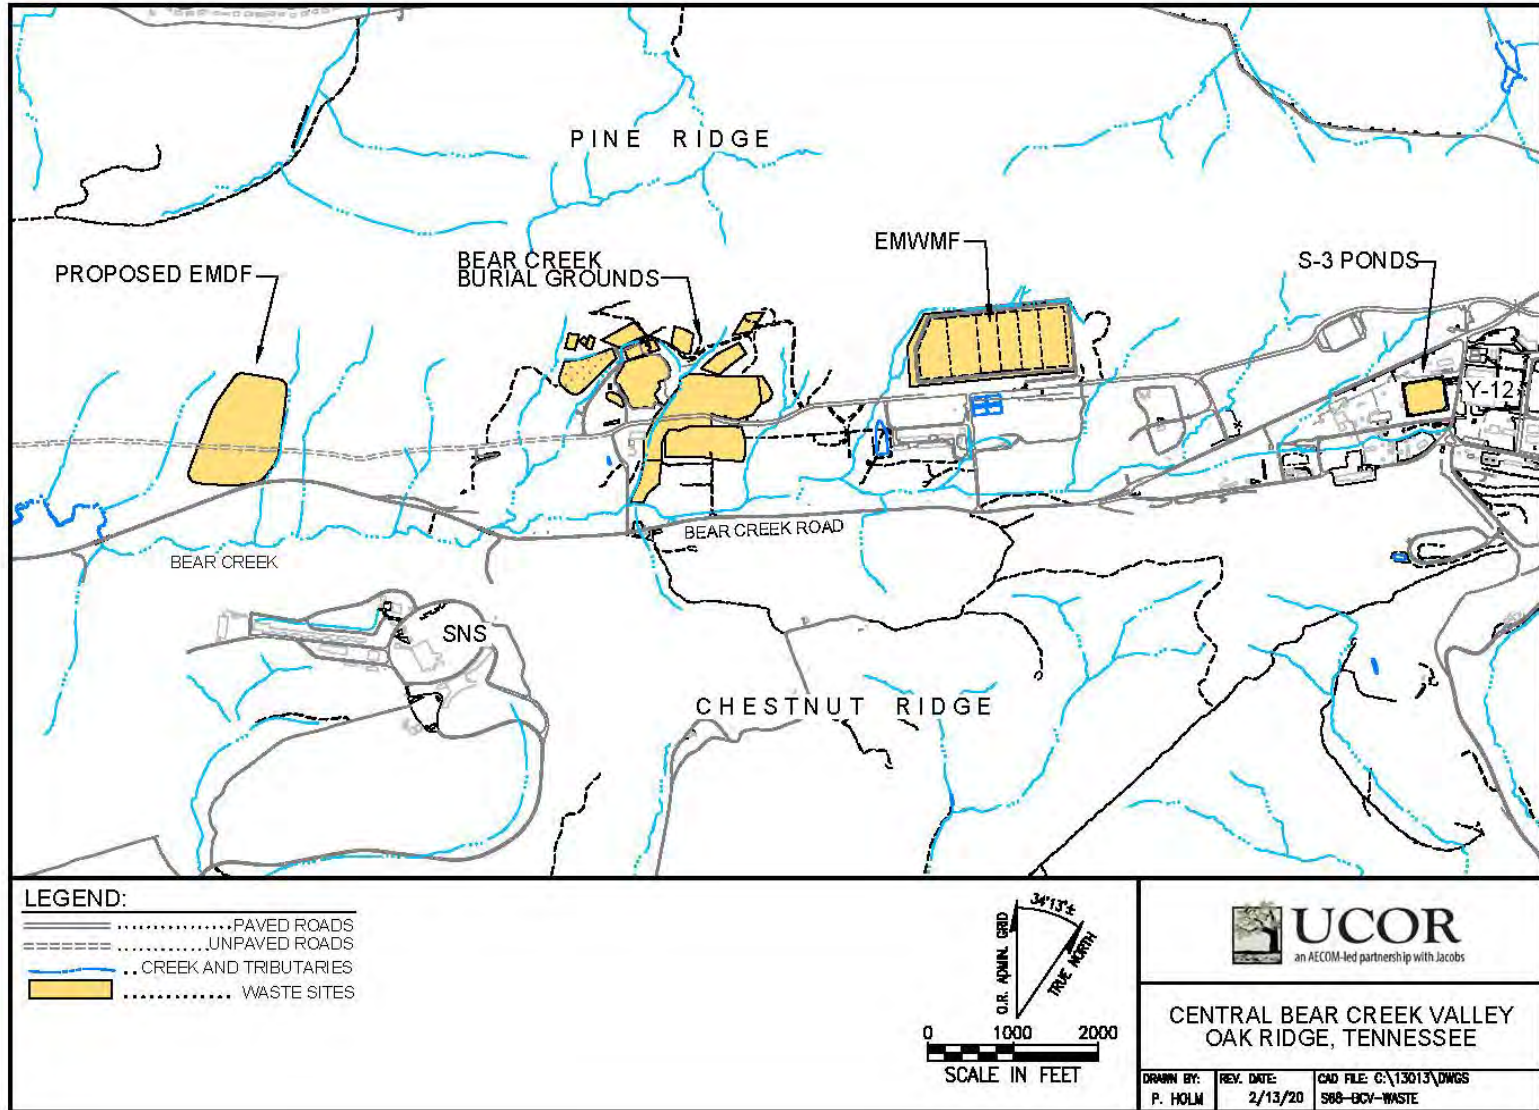 PINE RIDGE
PROPOSED EMDF
BEAR CREEK
BURIAL GROUNDS
EMWMF
S-3 PONDS
Y-12
BEAR CREEK ROAD
BEAR CREEK
SNS
CHESTNUT RIDGE
LEGEND:
PAVED ROADS
UNPAVED ROADS
CREEK AND TRIBUTARIES
WASTE SITES
34°13'±
O.R. ADMIN. GRID
TRUE NORTH
0 1000 2000
SCALE IN FEET
UCOR
an AECOM-led partnership with Jacobs
CENTRAL BEAR CREEK VALLEY
OAK RIDGE, TENNESSEE
DRAWN BY: REV. DATE: CAD FILE: G:\13013\DWGS
P. HOLM 2/13/20 S68-BCV-WASTE